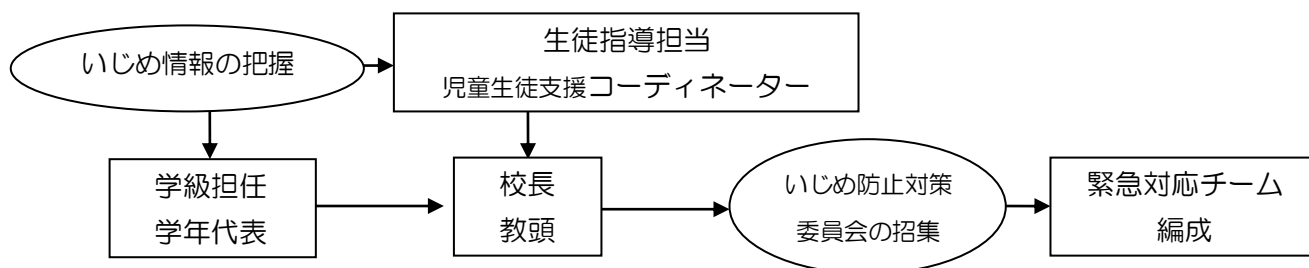 いじめ情報の把握
生徒指導担当
児童生徒支援コーディネーター
学級担任
学年代表
校長
教頭
いじめ防止対策
委員会の招集
緊急対応チーム
編成